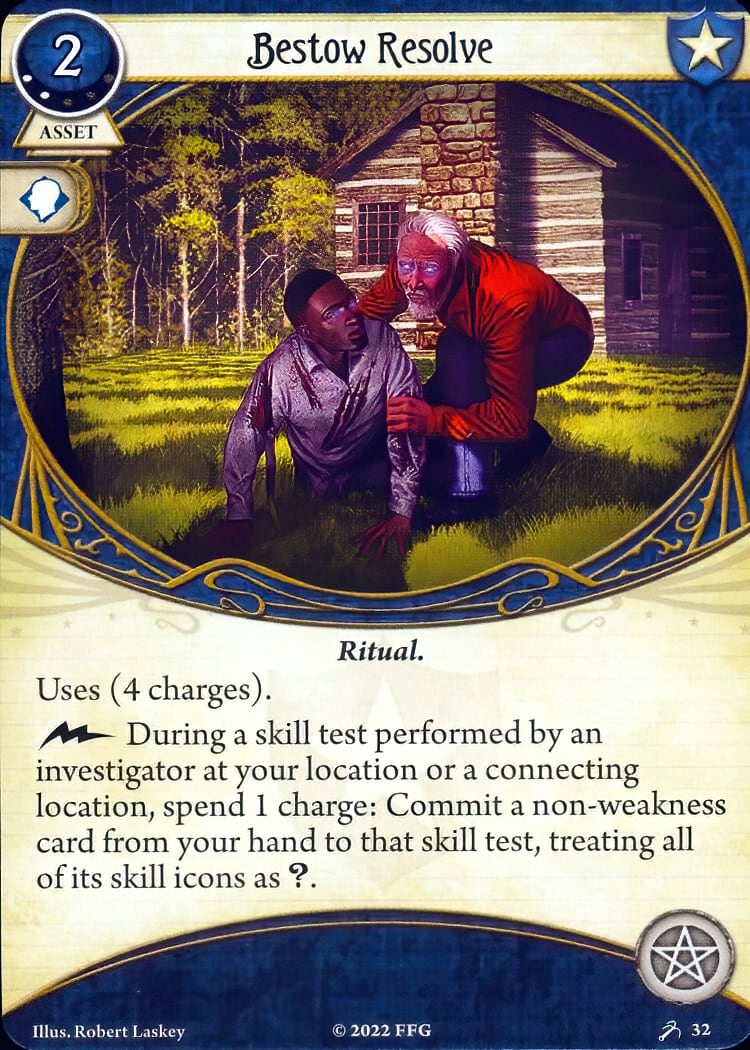 2
Bestow Resolve
ASSET
Ritual.
Uses (4 charges).
During a skill test performed by an
investigator at your location or a connecting
location, spend 1 charge: Commit a non-weakness
card from your hand to that skill test, treating all
of its skill icons as ?.
Illus. Robert Laskey
© 2022 FFG
32